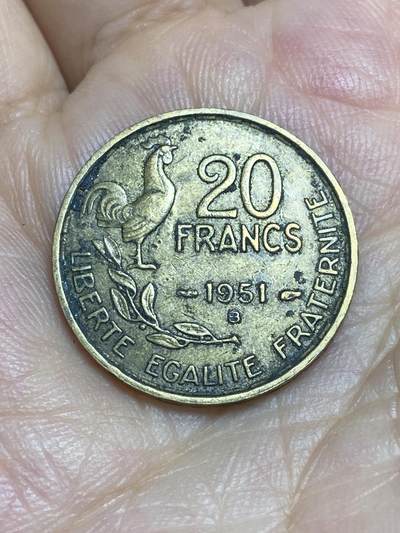 20
FRANCS
1951
B
LIBERTE EGALITE FRATERNITE